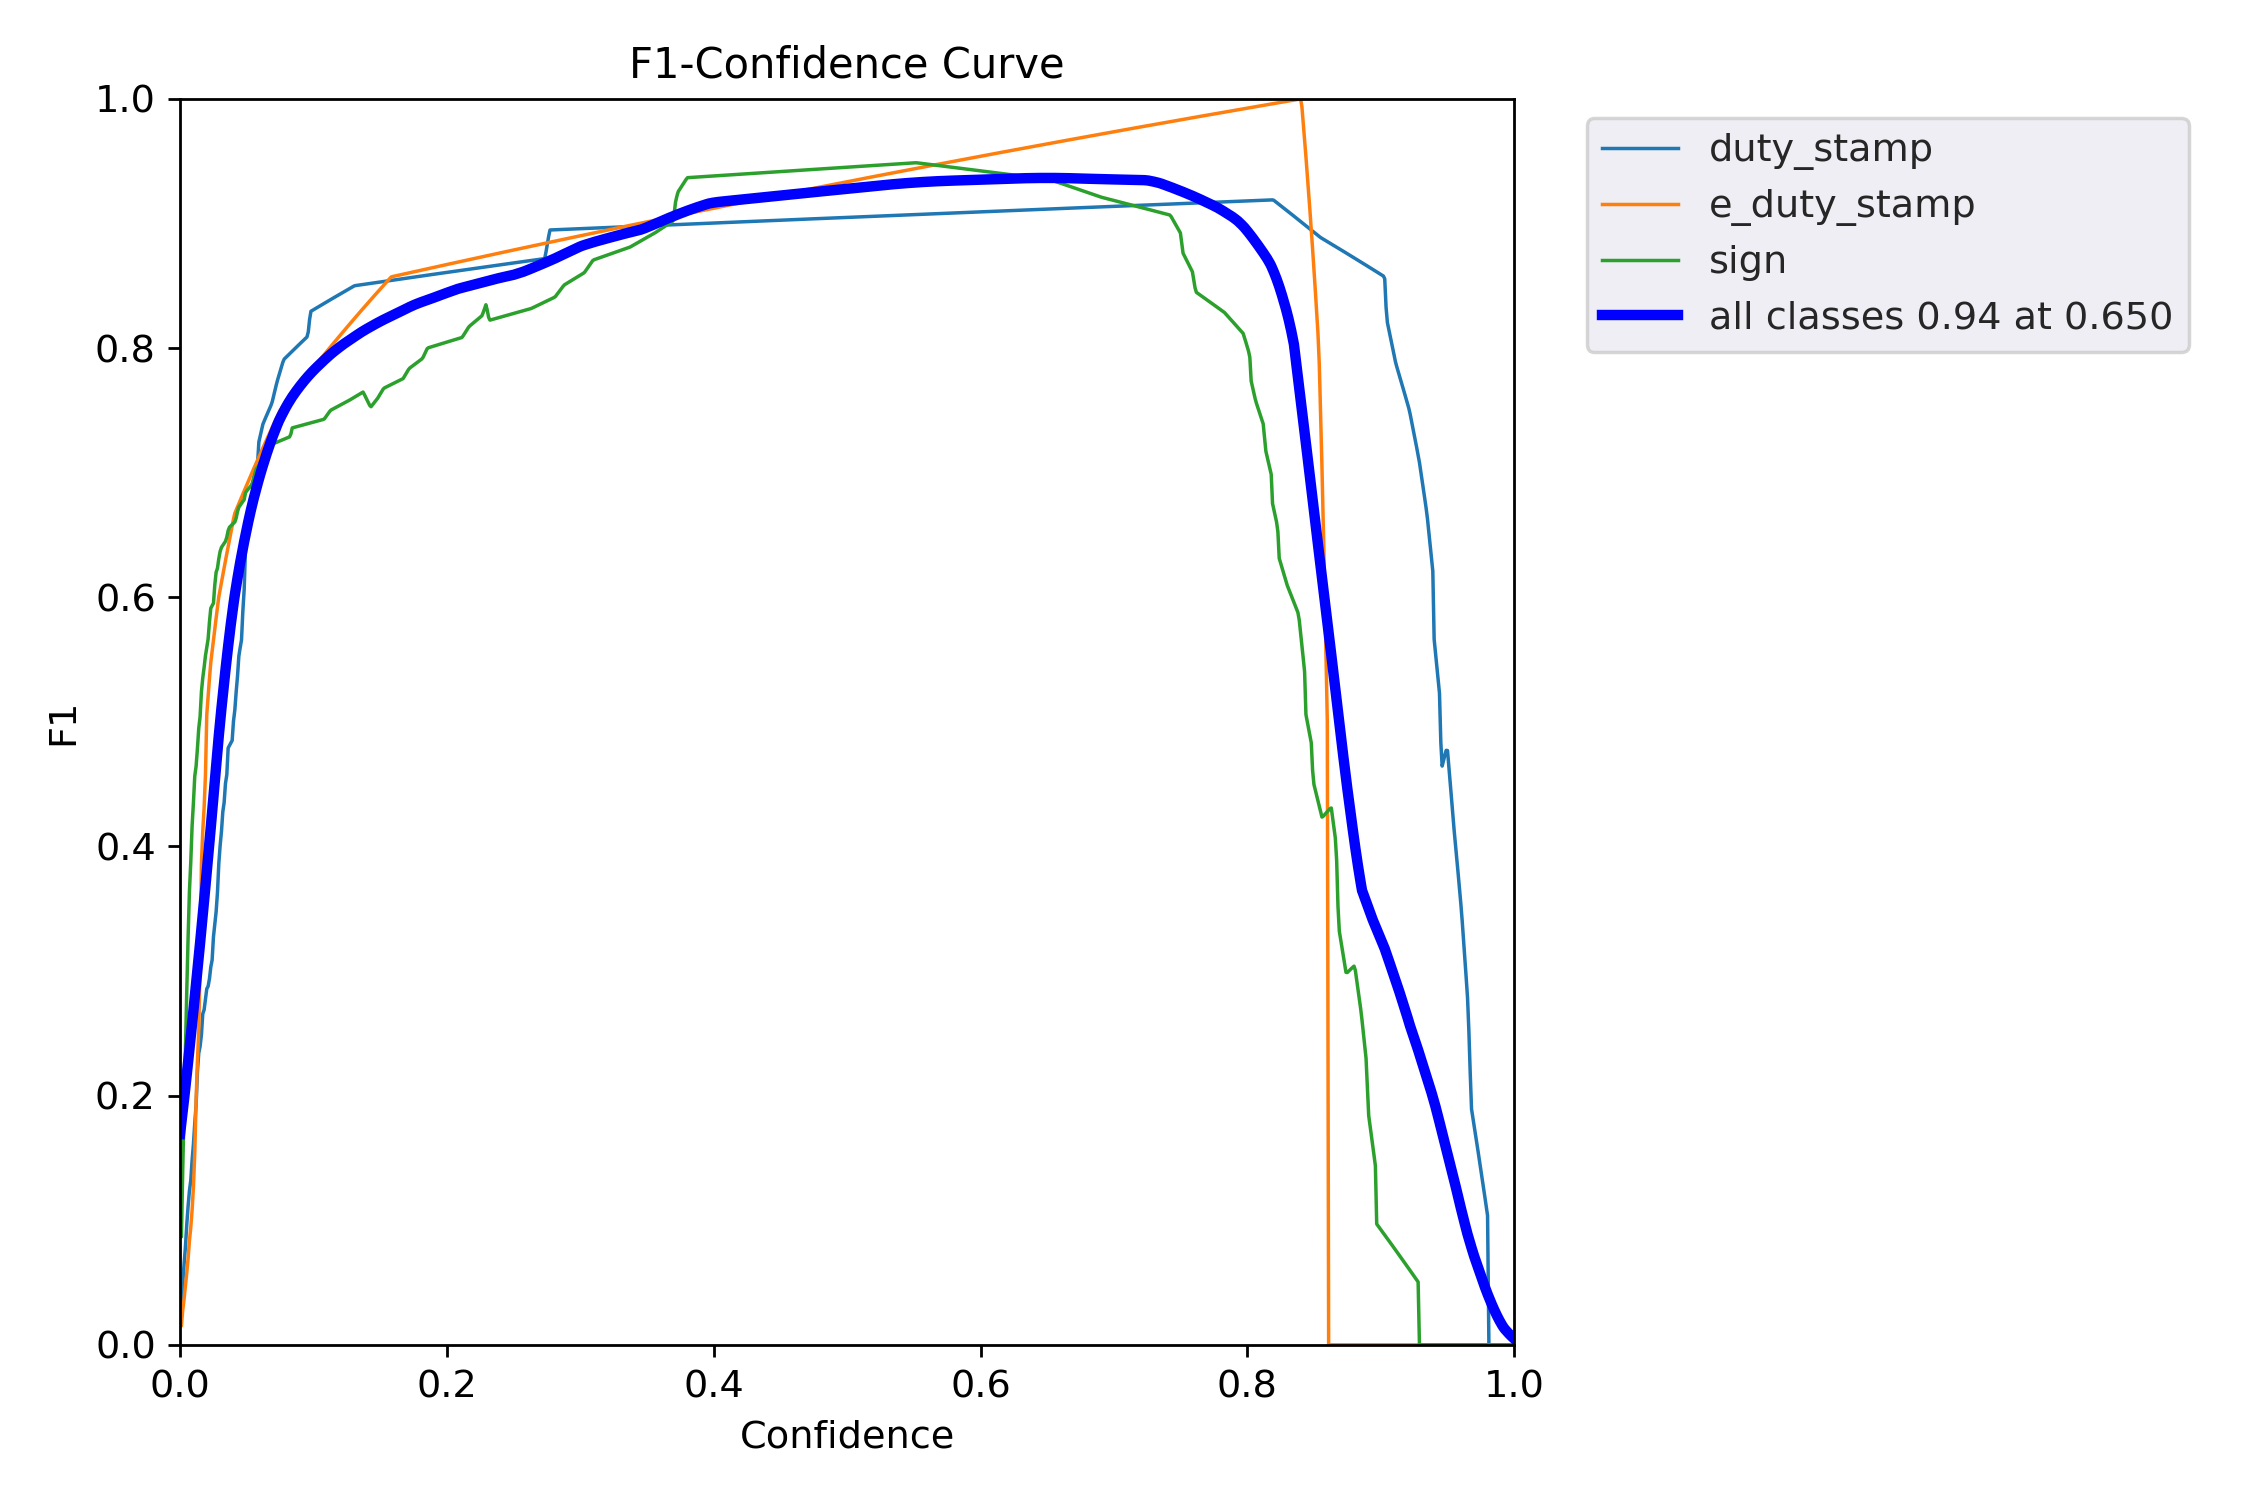 F1-Confidence Curve
1.0
0.8
0.6
0.4
0.2
0.0
F1
0.0 0.2 0.4 0.6 0.8 1.0
Confidence
duty_stamp
e_duty_stamp
sign
all classes 0.94 at 0.650